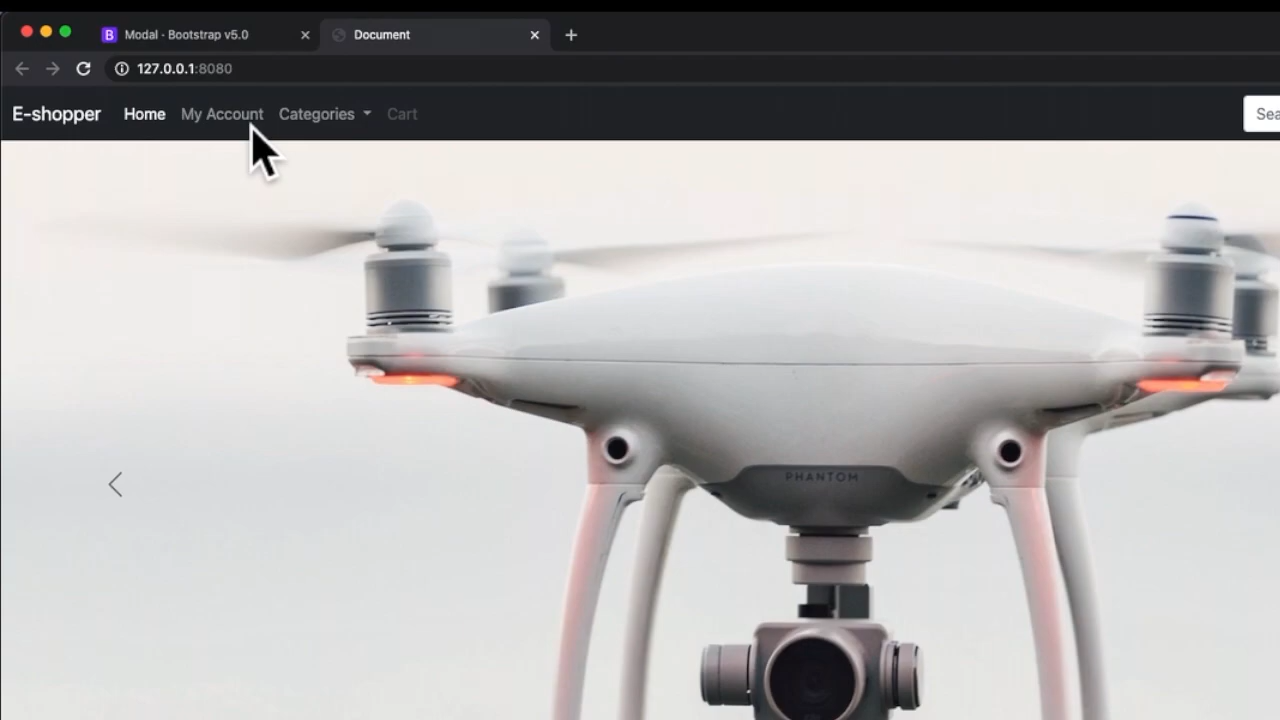 B Modal · Bootstrap v5.0
Document
127.0.0.1:8080
E-shopper Home My Account Categories Cart Sea
PHANTOM